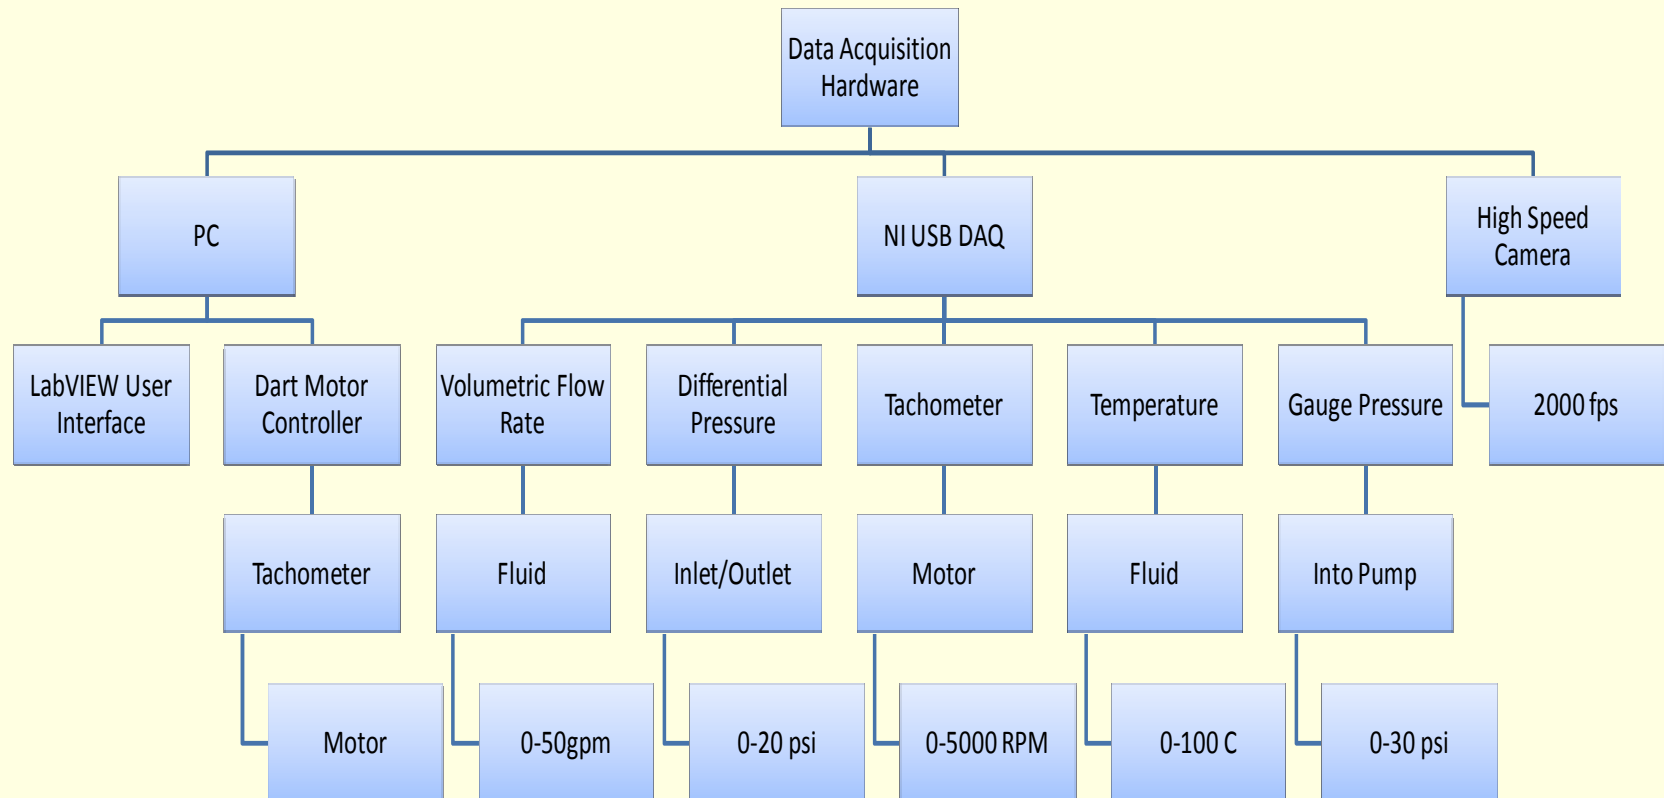 Data Acquisition
Hardware
PC
NI USB DAQ
High Speed
Camera
LabVIEW User
Interface
Dart Motor
Controller
Volumetric Flow
Rate
Differential
Pressure
Tachometer
Temperature
Gauge Pressure
2000 fps
Tachometer
Fluid
Inlet/Outlet
Motor
Fluid
Into Pump
Motor
0-50gpm
0-20 psi
0-5000 RPM
0-100 C
0-30 psi